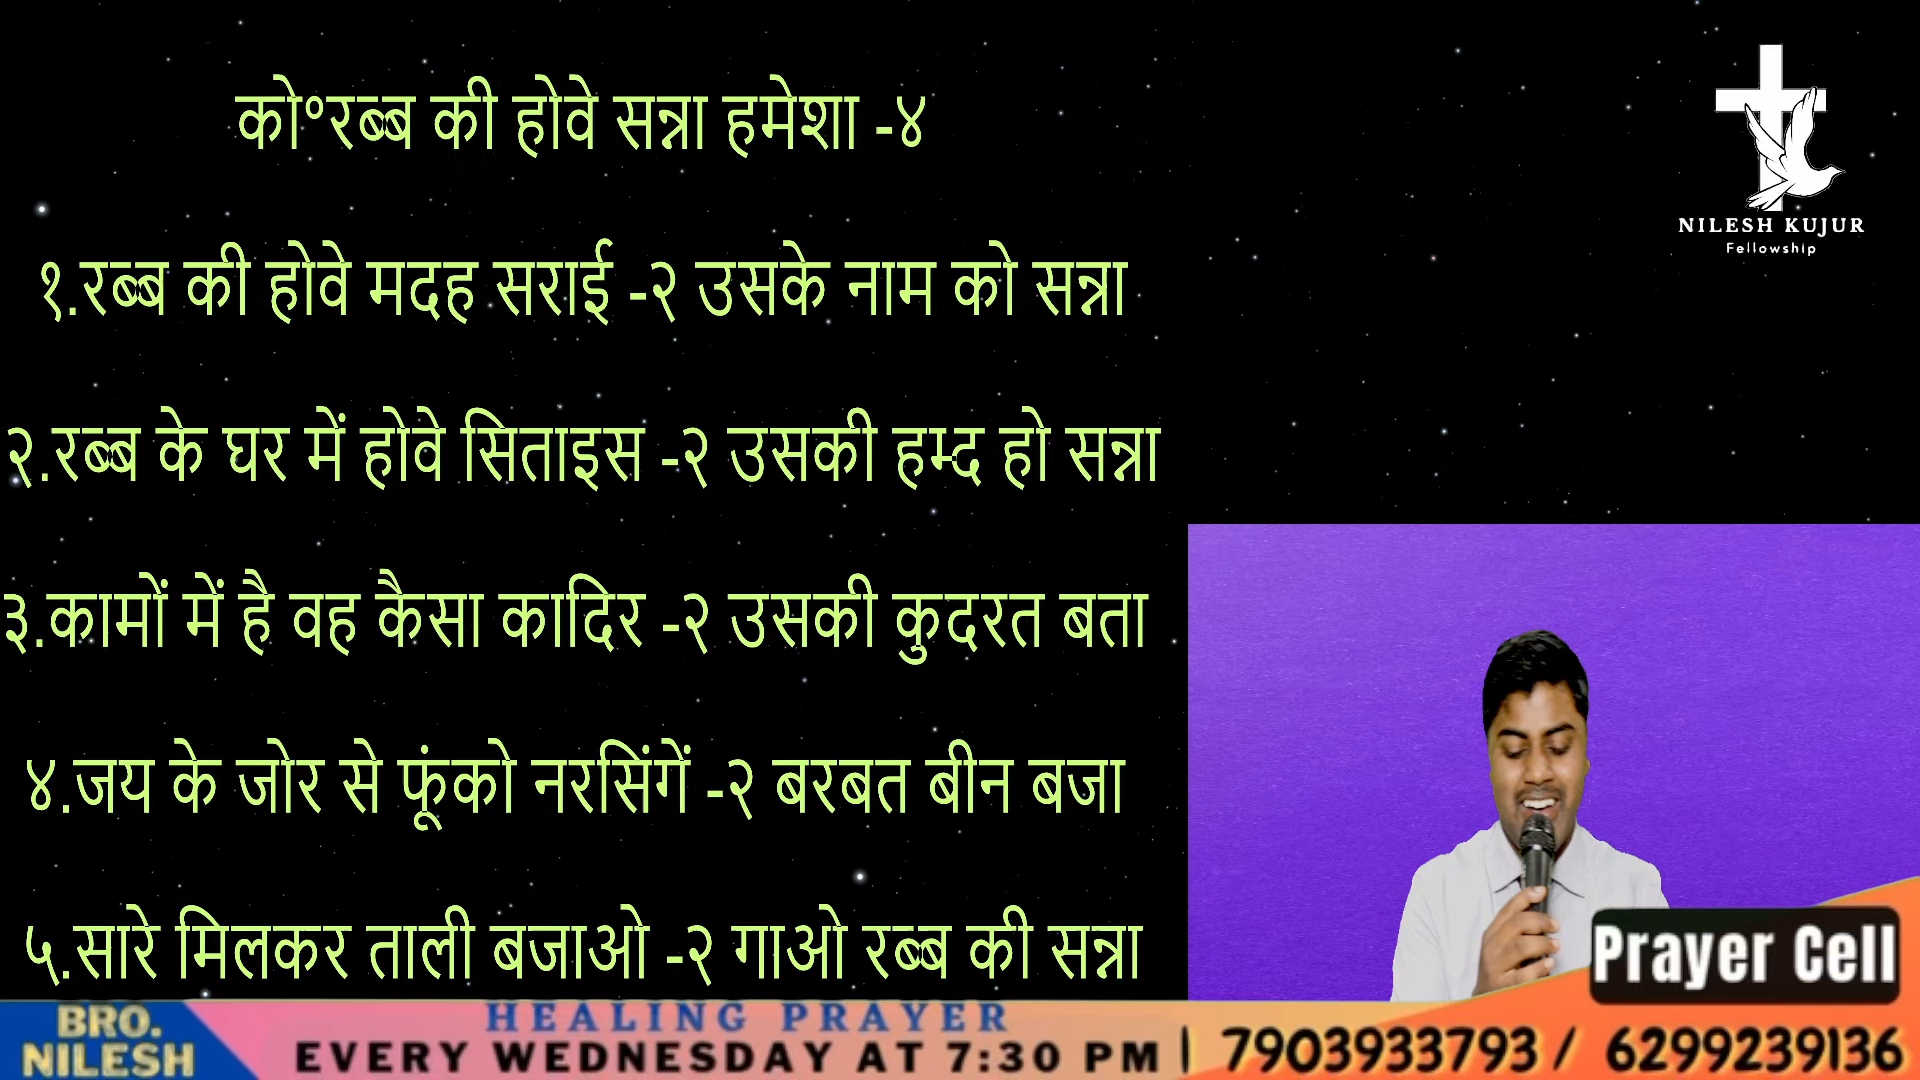 को°रब्ब की होवे सन्ना हमेशा -४
NILESH KUJUR
Fellowship
१.रब्ब की होवे मदह सराई -२ उसके नाम को सन्ना
२.रब्ब के घर में होवे सिताइस -२ उसकी हम्द हो सन्ना
३.कामों में है वह कैसा कादिर -२ उसकी कुदरत बता
४.जय के जोर से फूंको नरसिंगें -२ बरबत बीन बजा
५.सारे मिलकर ताली बजाओ -२ गाओ रब्ब की सन्ना
Prayer Cell
BRO.
NILESH
HEALING PRAYER
EVERY WEDNESDAY AT 7:30 PM | 7903933793 / 6299239136